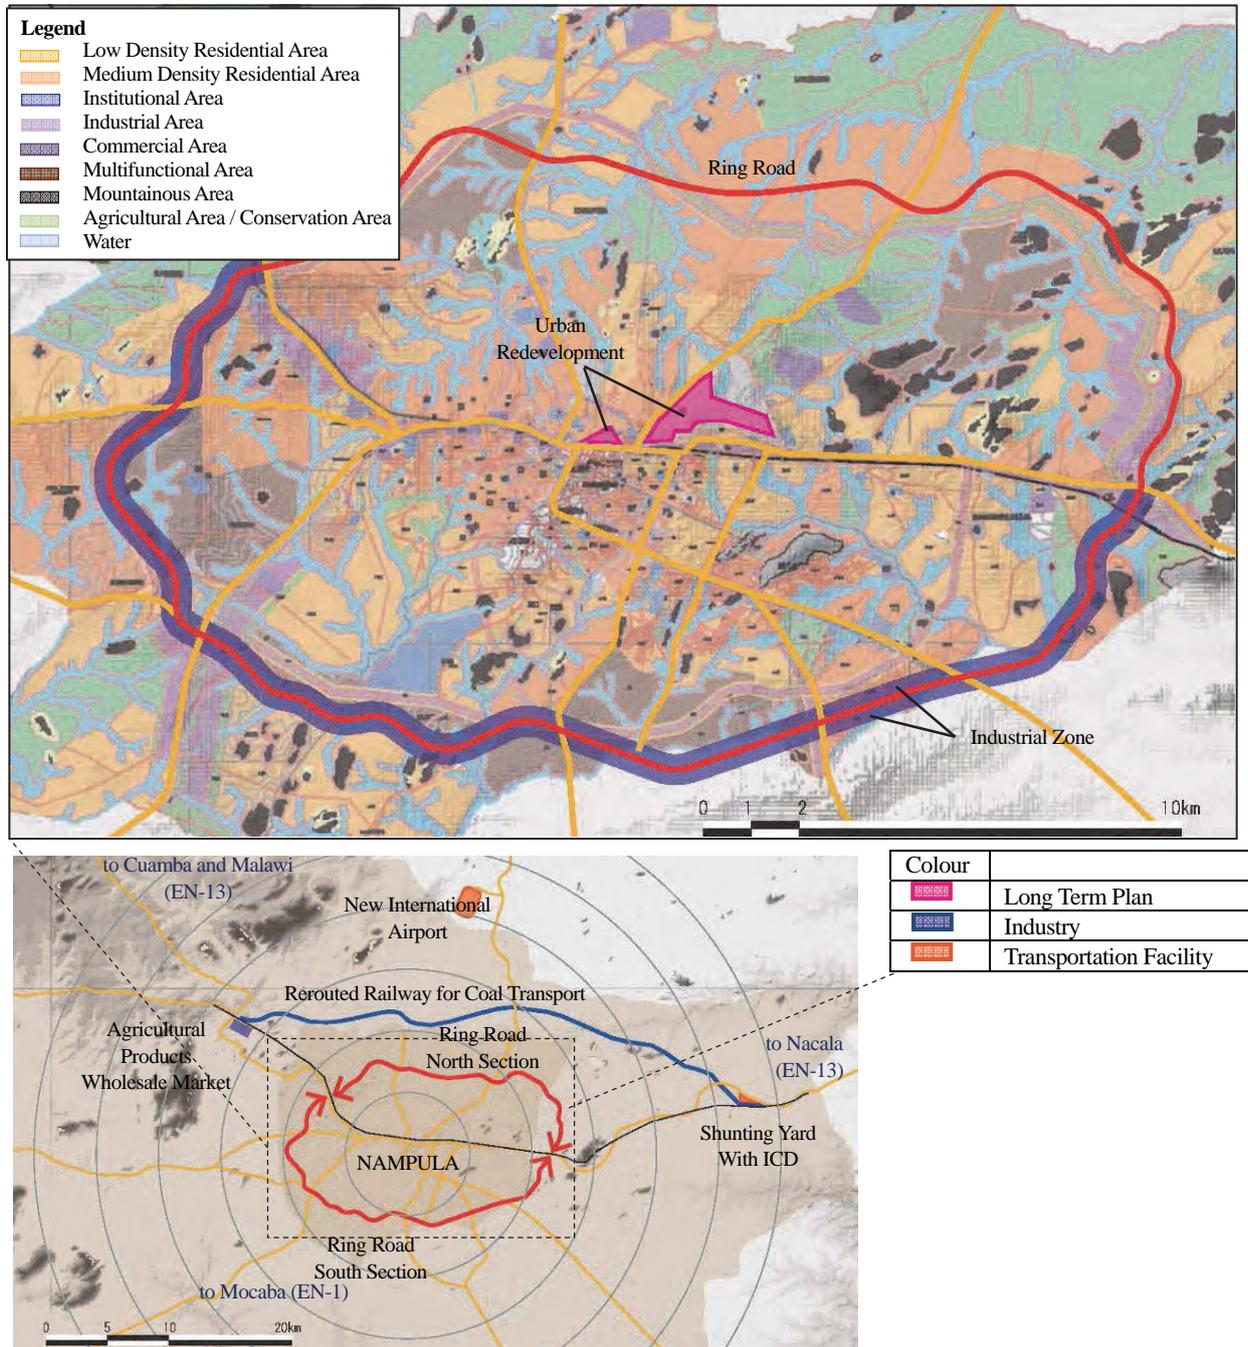 Legend
Low Density Residential Area
Medium Density Residential Area
Institutional Area
Industrial Area
Commercial Area
Multifunctional Area
Mountainous Area
Agricultural Area / Conservation Area
Water
Ring Road
Urban
Redevelopment
Industrial Zone
0 1 2 10km
to Cuamba and Malawi
(EN-13)
New International
Airport
Rerouted Railway for Coal Transport
Agricultural
Products
Wholesale Market
Ring Road
North Section
to Nacala
(EN-13)
Shunting Yard
With ICD
NAMPULA
Ring Road
South Section
to Mocaba (EN-1)
0 5 10 20km
Colour
Long Term Plan
Industry
Transportation Facility